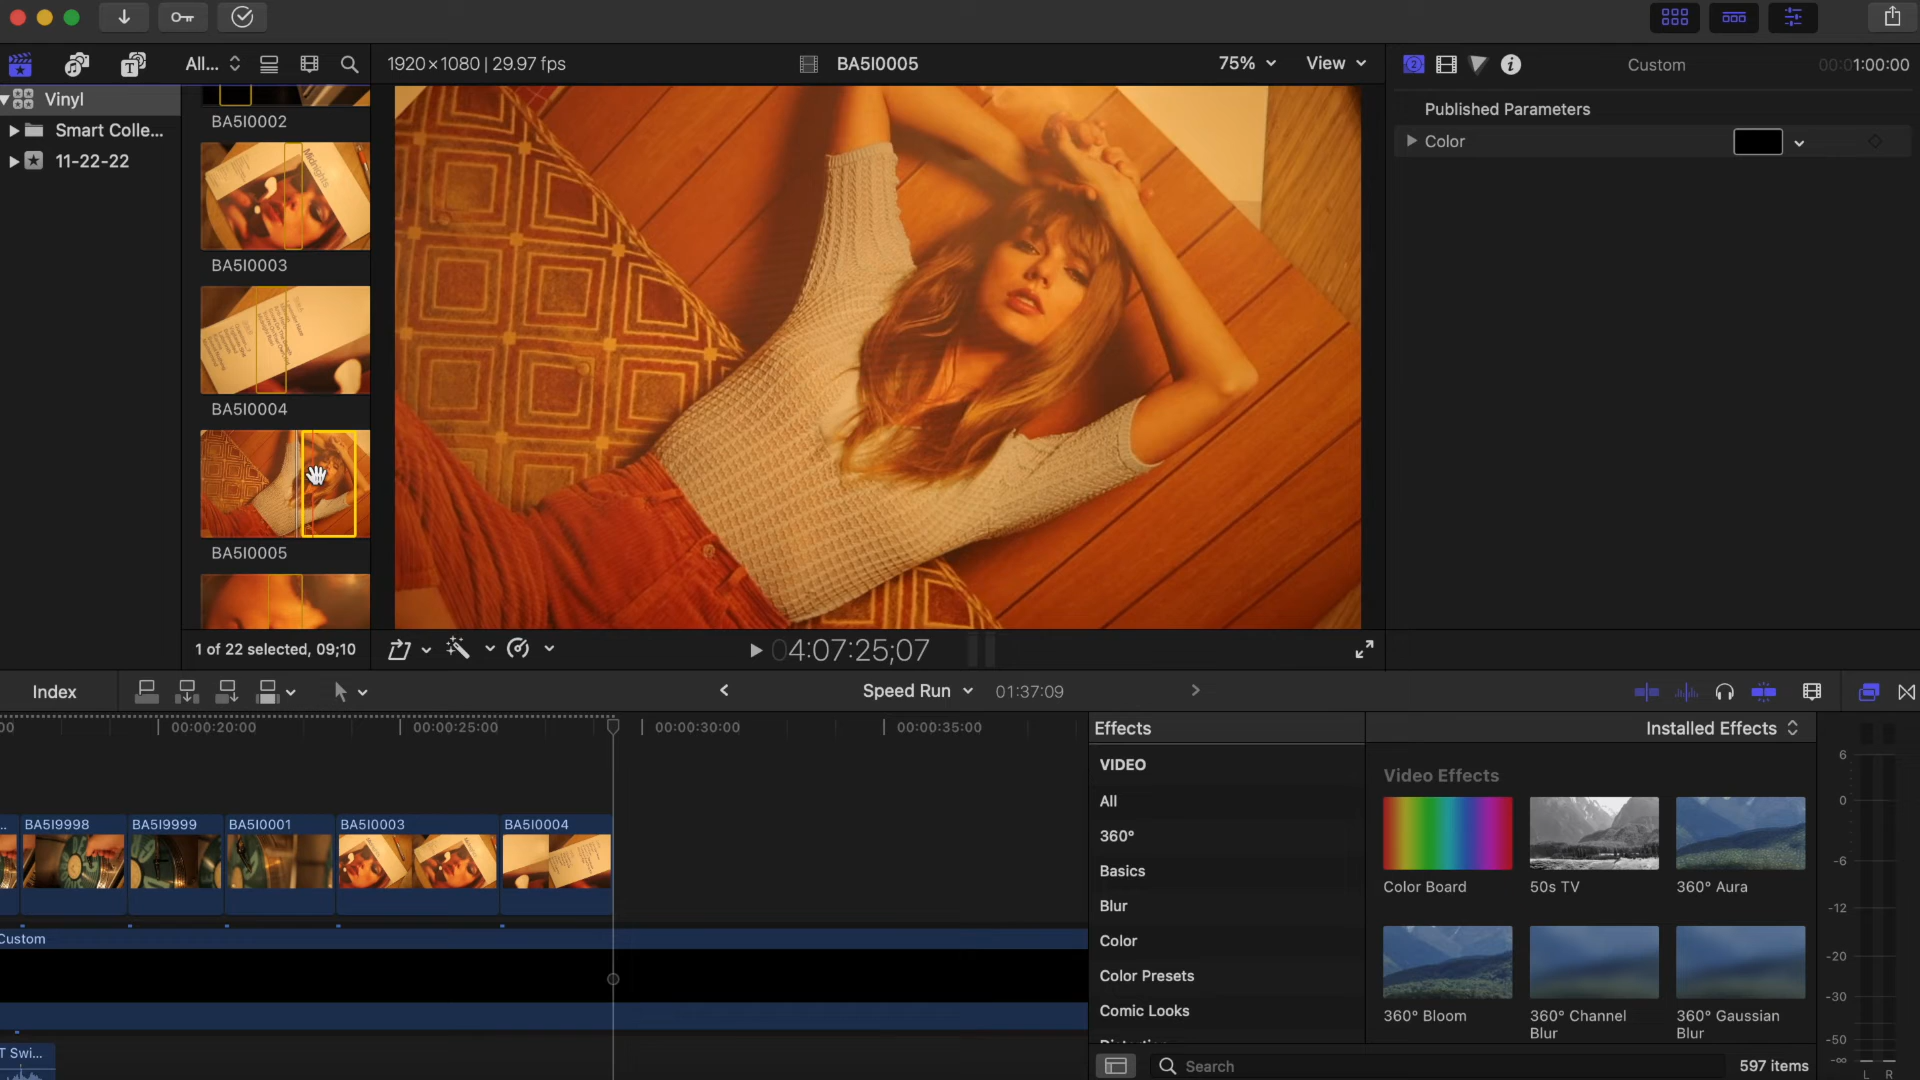 All...
1920×1080 | 29.97 fps
BA5I0005
75%
View
Custom
00:01:00:00
Vinyl
Smart Colle...
11-22-22
BA5I0002
Midnights
BA5I0003
BA5I0004
BA5I0005
Published Parameters
Color
1 of 22 selected, 09;10
04:07:25;07
Index
Speed Run
01:37:09
00:00:20:00
00:00:25:00
00:00:30:00
00:00:35:00
BA5I9998
BA5I9999
BA5I0001
BA5I0003
BA5I0004
Custom
T Swi...
Effects
Installed Effects
VIDEO
All
360°
Basics
Blur
Color
Color Presets
Comic Looks
Video Effects
Color Board
50s TV
360° Aura
360° Bloom
360° Channel
Blur
360° Gaussian
Blur
Search
597 items
6
0
-6
-12
-20
-30
-50
-∞
L R